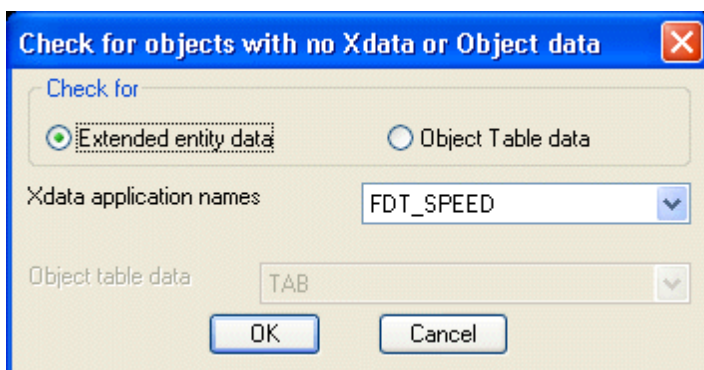 Check for objects with no Xdata or Object data
Check for
Extended entity data Object Table data
Xdata application names FDT_SPEED
Object table data TAB
OK Cancel